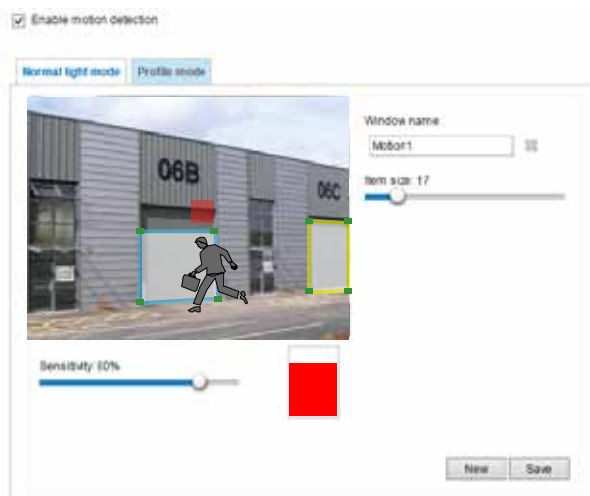 Enable motion detection
Normal light mode Profile mode
Window name
Motion1
Item size: 17
06B
06C
Sensitivity: 80%
New Save